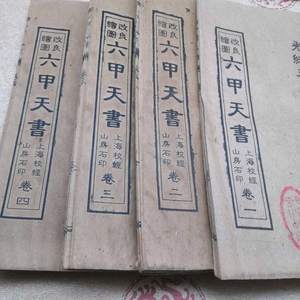 改良
繪圖
六甲天書
上海校經
山房石印
卷一
改良
繪圖
六甲天書
上海校經
山房石印
卷二
改良
繪圖
六甲天書
上海校經
山房石印
卷三
改良
繪圖
六甲天書
上海校經
山房石印
卷四